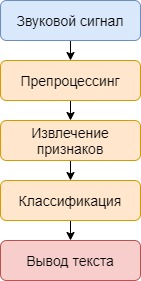 Звуковой сигнал
Препроцессинг
Извлечение
признаков
Классификация
Вывод текста